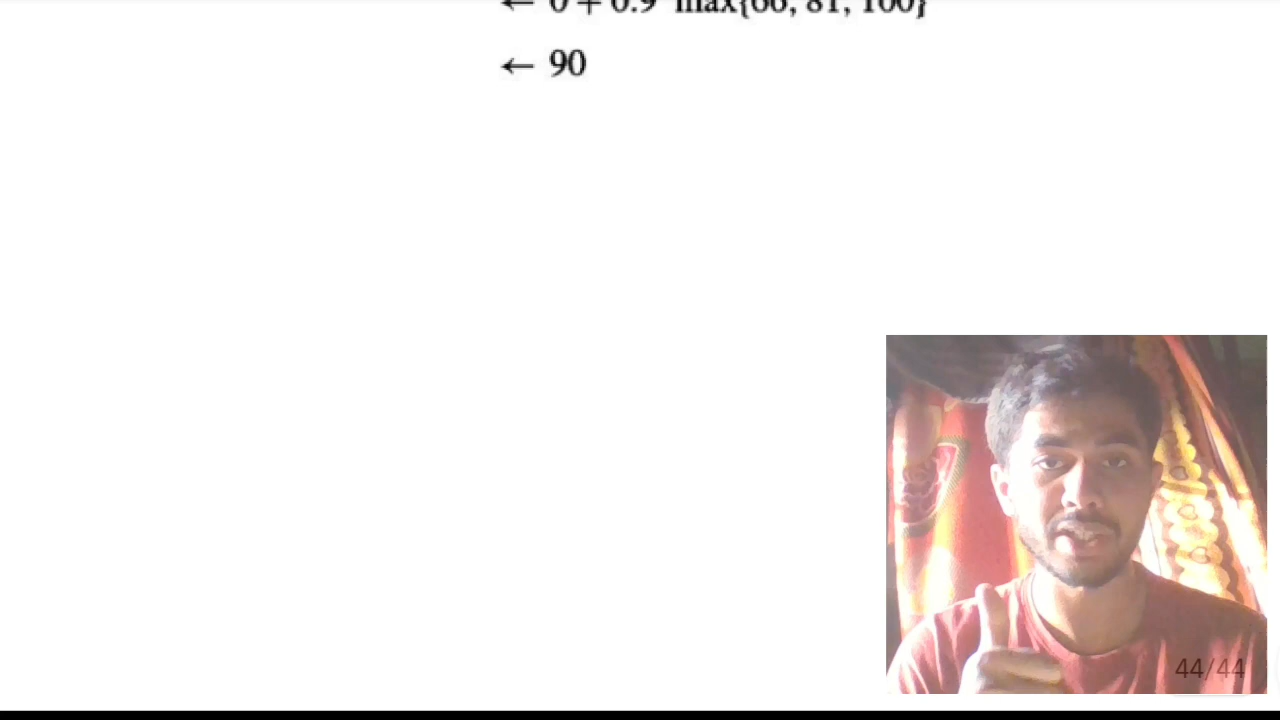 ← 0 + 0.9 max{66, 81, 100}
← 90
44/44